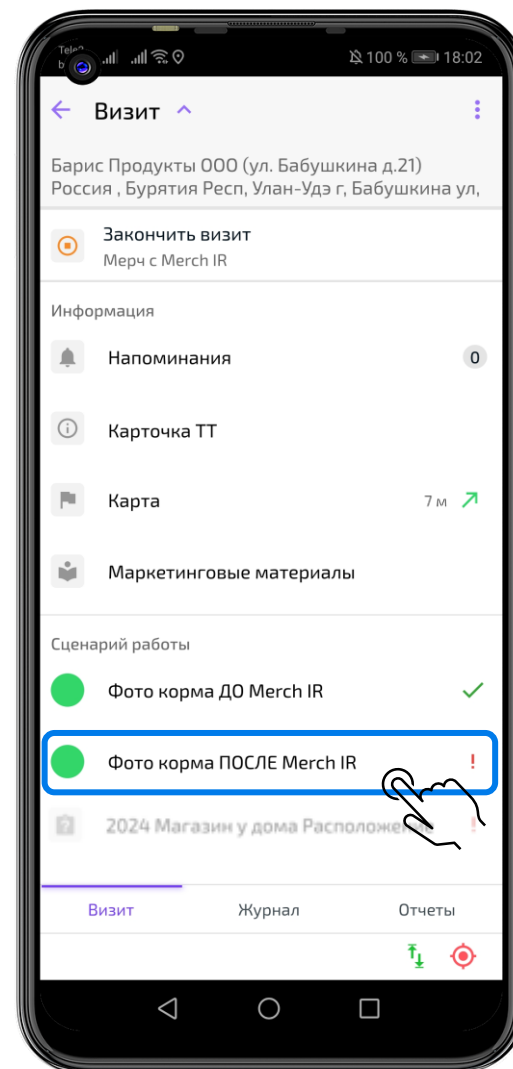 Tele2
100 % 18:02
Визит
Барис Продукты ООО (ул. Бабушкина д.21)
Россия , Бурятия Респ, Улан-Удэ г, Бабушкина ул,
Закончить визит
Мерч с Merch IR
Информация
Напоминания 0
Карточка ТТ
Карта 7 м
Маркетинговые материалы
Сценарий работы
Фото корма ДО Merch IR
Фото корма ПОСЛЕ Merch IR !
2024 Магазин у дома Расположение !
Визит Журнал Отчеты